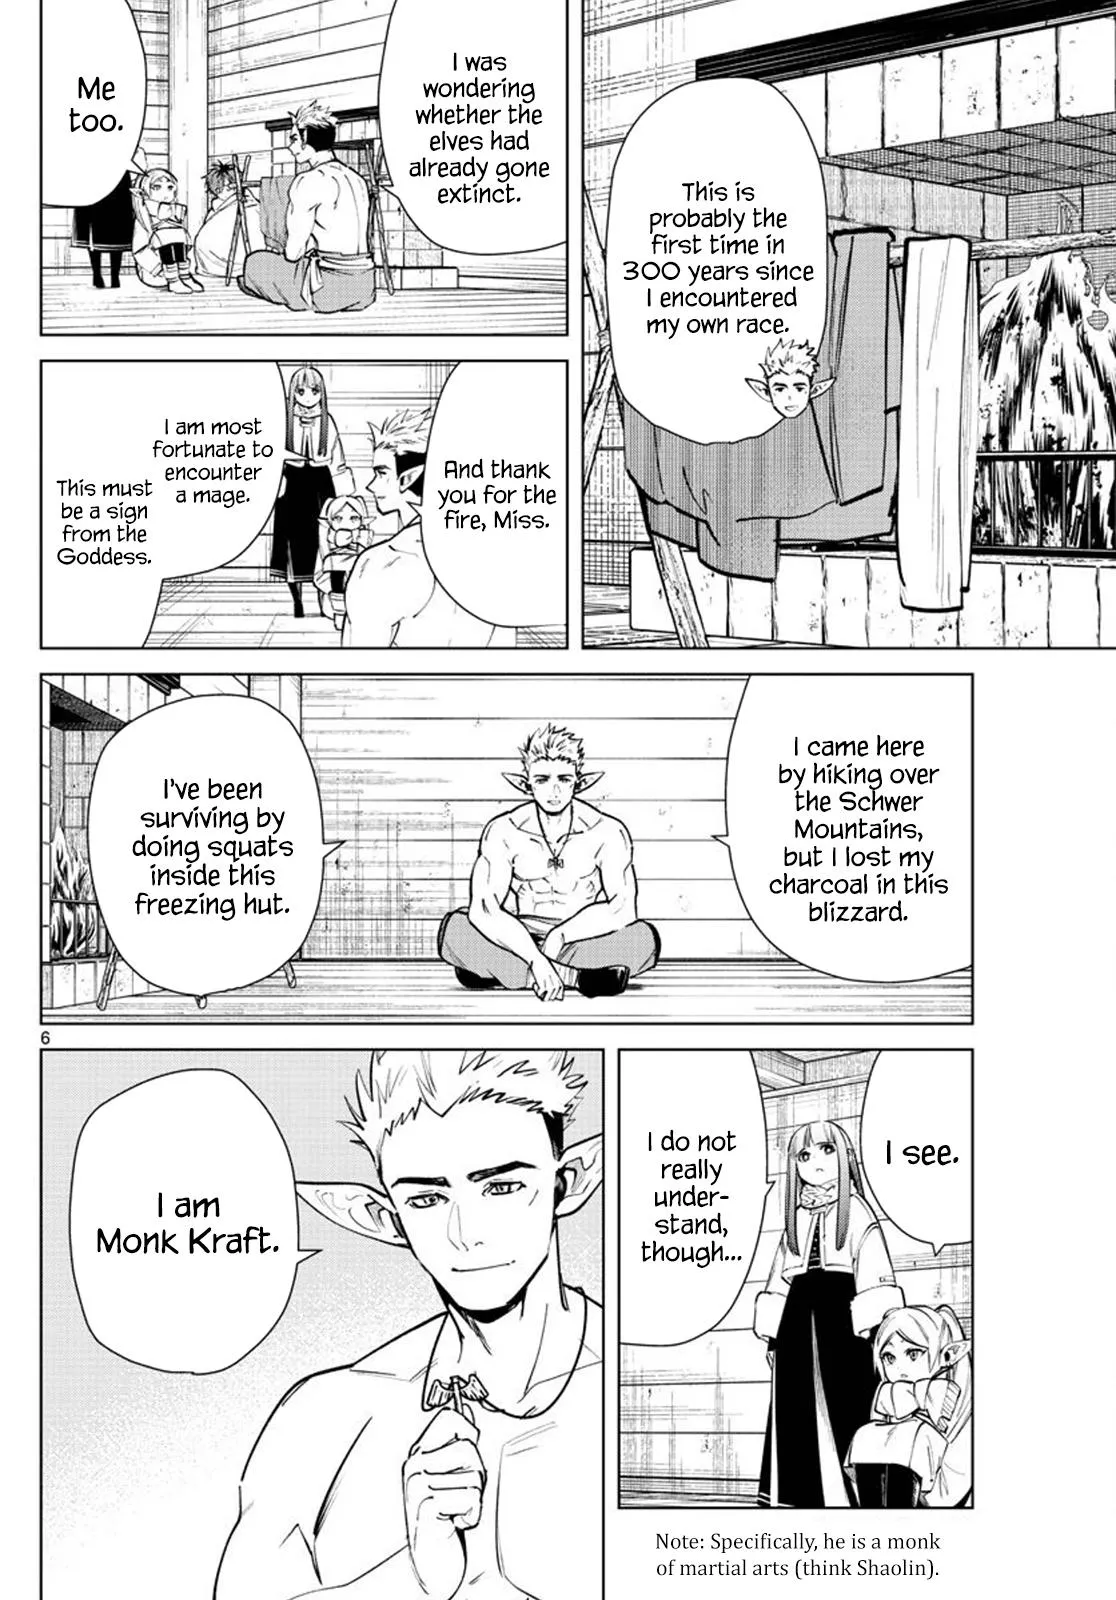 This is
probably the
first time in
300 years since
I encountered
my own race.
I was
wondering
whether the
elves had
already gone
extinct.
Me
too.
And thank
you for the
fire, Miss.
I am most
fortunate to
encounter
a mage.
This must
be a sign
from the
Goddess.
I came here
by hiking over
the Schwer
Mountains,
but I lost my
charcoal in this
blizzard.
I've been
surviving by
doing squats
inside this
freezing hut.
6
I see.
I do not
really
under-
stand,
though...
I am
Monk Kraft.
Note: Specifically, he is a monk
of martial arts (think Shaolin).